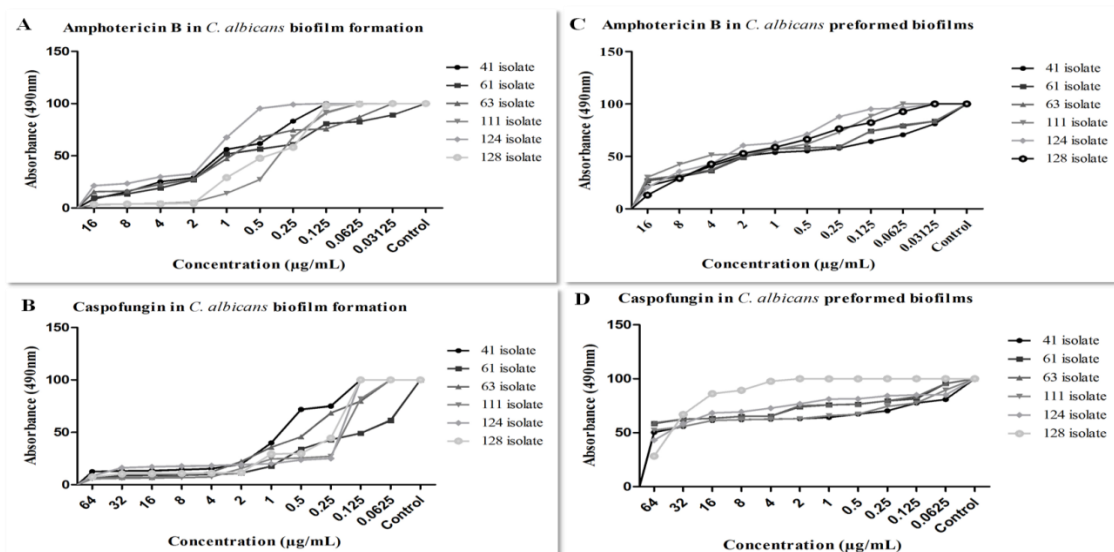 A Amphotericin B in C. albicans biofilm formation
Absorbance (490nm)
150
100
50
0
16 8 4 2 1 0.5 0.25 0.125 0.0625 0.03125 Control
Concentration (µg/mL)
41 isolate
61 isolate
63 isolate
111 isolate
124 isolate
128 isolate
C Amphotericin B in C. albicans preformed biofilms
Absorbance (490nm)
150
100
50
0
16 8 4 2 1 0.5 0.25 0.125 0.0625 0.03125 Control
Concentration (µg/mL)
41 isolate
61 isolate
63 isolate
111 isolate
124 isolate
128 isolate
B Caspofungin in C. albicans biofilm formation
Absorbance (490nm)
150
100
50
0
64 32 16 8 4 2 1 0.5 0.25 0.125 0.0625 Control
Concentration (µg/mL)
41 isolate
61 isolate
63 isolate
111 isolate
124 isolate
128 isolate
D Caspofungin in C. albicans preformed biofilms
Absorbance (490nm)
150
100
50
0
64 32 16 8 4 2 1 0.5 0.25 0.125 0.0625 Control
Concentration (µg/mL)
41 isolate
61 isolate
63 isolate
111 isolate
124 isolate
128 isolate